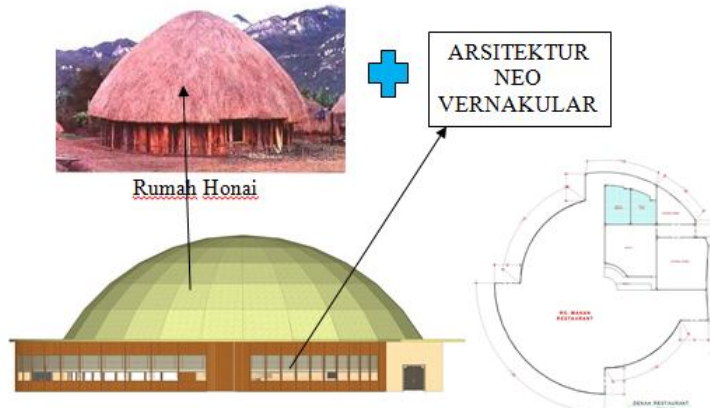 ARSITEKTUR
NEO
VERNAKULAR
Rumah Honai
RG. MAKAN
RESTAURANT
DENAH RESTAURANT